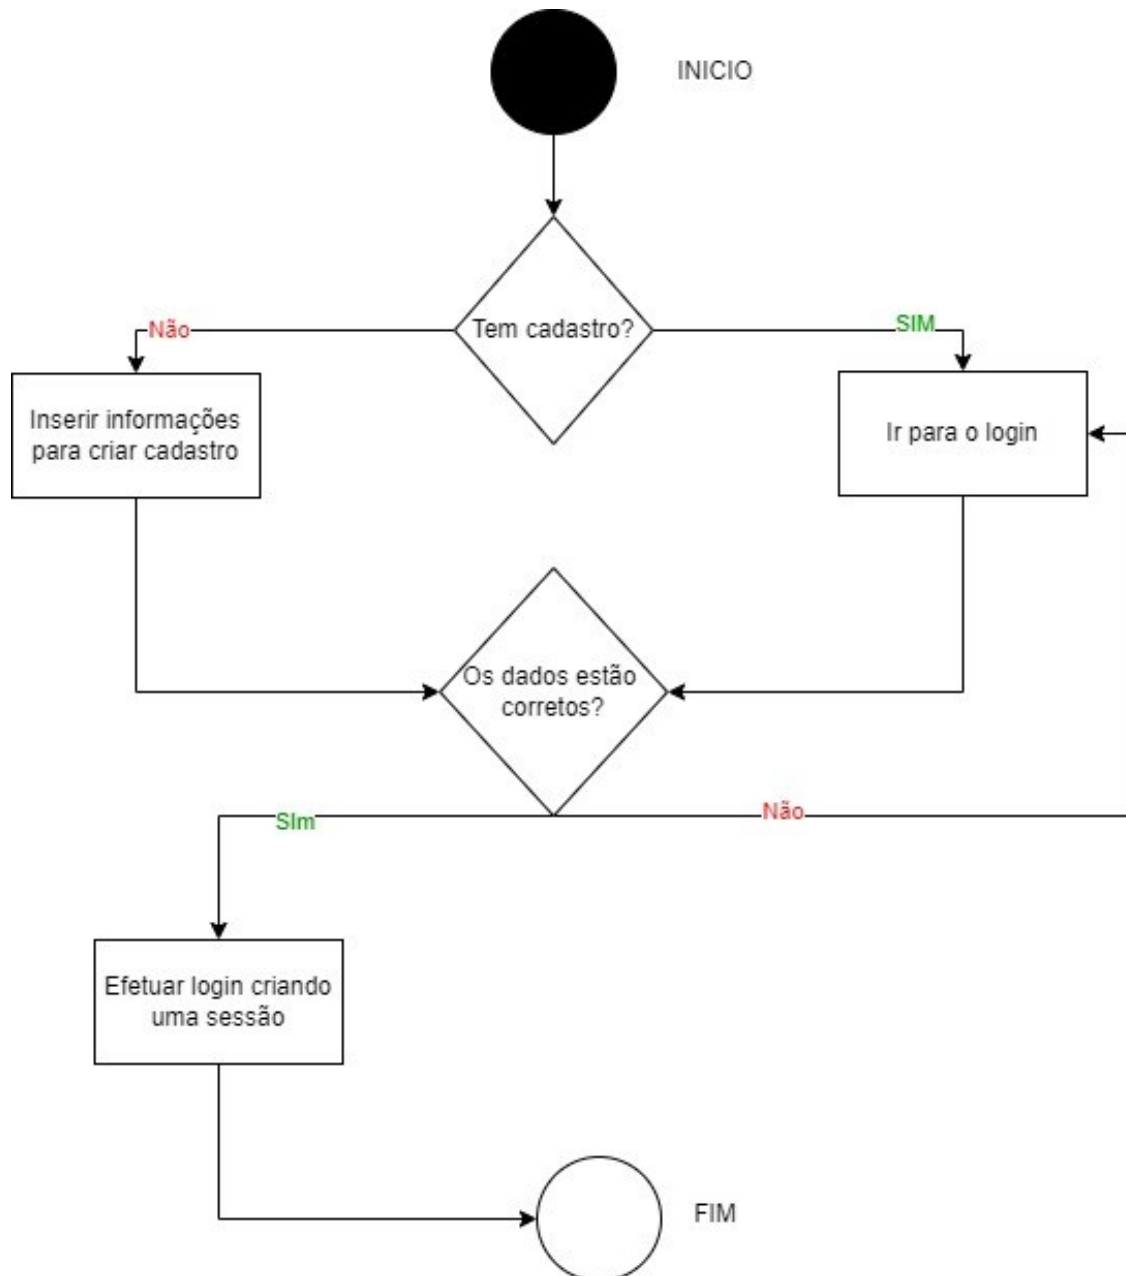 INICIO
Tem cadastro?
Não
SIM
Inserir informações
para criar cadastro
Ir para o login
Os dados estão
corretos?
SIm
Não
Efetuar login criando
uma sessão
FIM